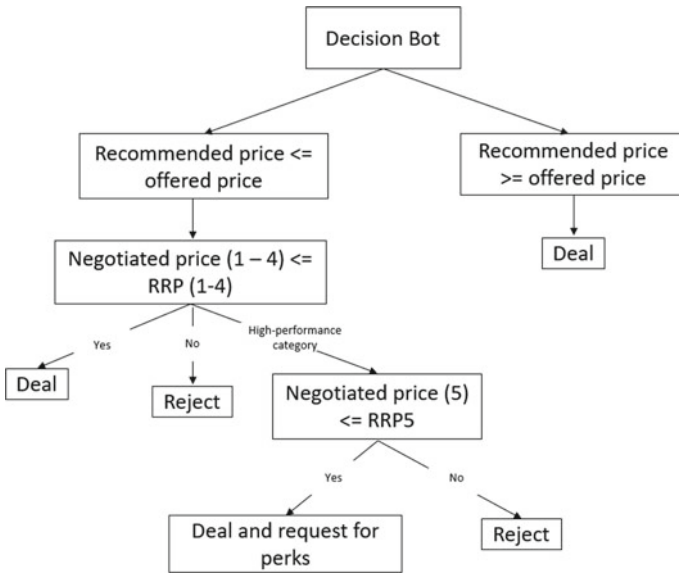 Decision Bot
Recommended price <=
offered price
Recommended price
>= offered price
Negotiated price (1 – 4) <=
RRP (1-4)
Deal
Yes
No
High-performance
category
Deal
Reject
Negotiated price (5)
<= RRP5
Yes
No
Deal and request for
perks
Reject